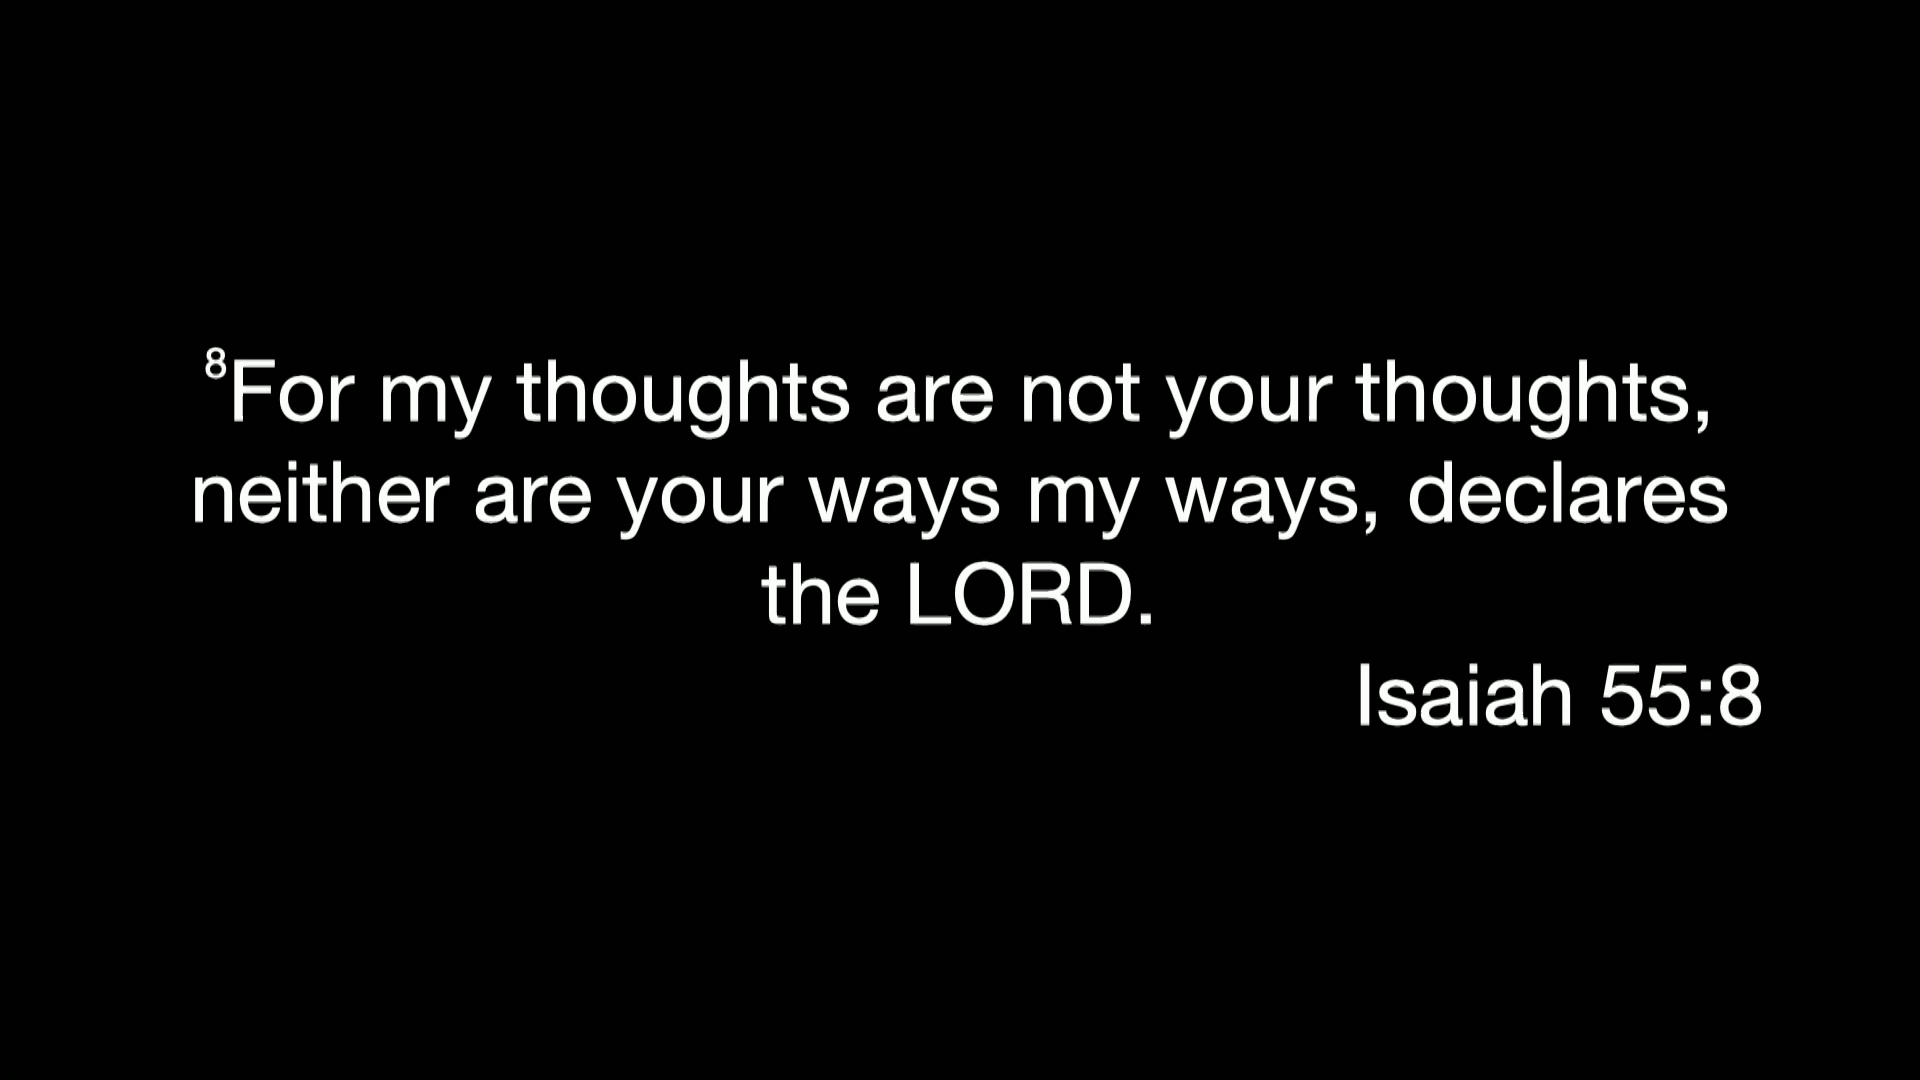 ⁸For my thoughts are not your thoughts,
neither are your ways my ways, declares
the LORD.
Isaiah 55:8